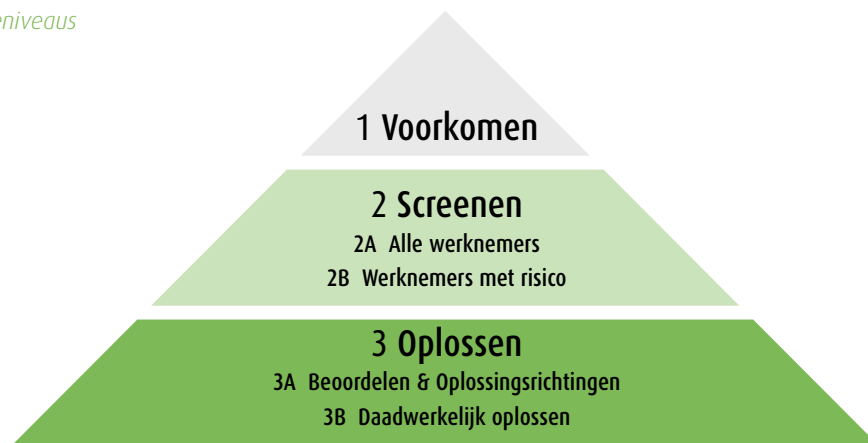 1 Voorkomen
2 Screenen
2A Alle werknemers
2B Werknemers met risico
3 Oplossen
3A Beoordelen & Oplossingsrichtingen
3B Daadwerkelijk oplossen